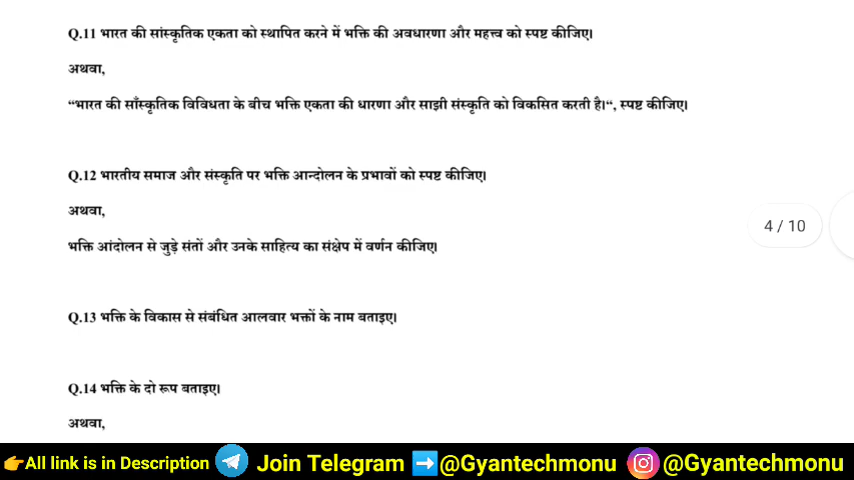 Q.11 भारत की सांस्कृतिक एकता को स्थापित करने में भक्ति की अवधारणा और महत्त्व को स्पष्ट कीजिए।
अथवा,
“भारत की साँस्कृतिक विविधता के बीच भक्ति एकता की धारणा और साझी संस्कृति को विकसित करती है।“, स्पष्ट कीजिए।
Q.12 भारतीय समाज और संस्कृति पर भक्ति आन्दोलन के प्रभावों को स्पष्ट कीजिए।
अथवा,
4 / 10
भक्ति आंदोलन से जुड़े संतों और उनके साहित्य का संक्षेप में वर्णन कीजिए।
Q.13 भक्ति के विकास से संबंधित आलवार भक्तों के नाम बताइए।
Q.14 भक्ति के दो रूप बताइए।
अथवा,
All link is in Description Join Telegram @Gyantechmonu @Gyantechmonu